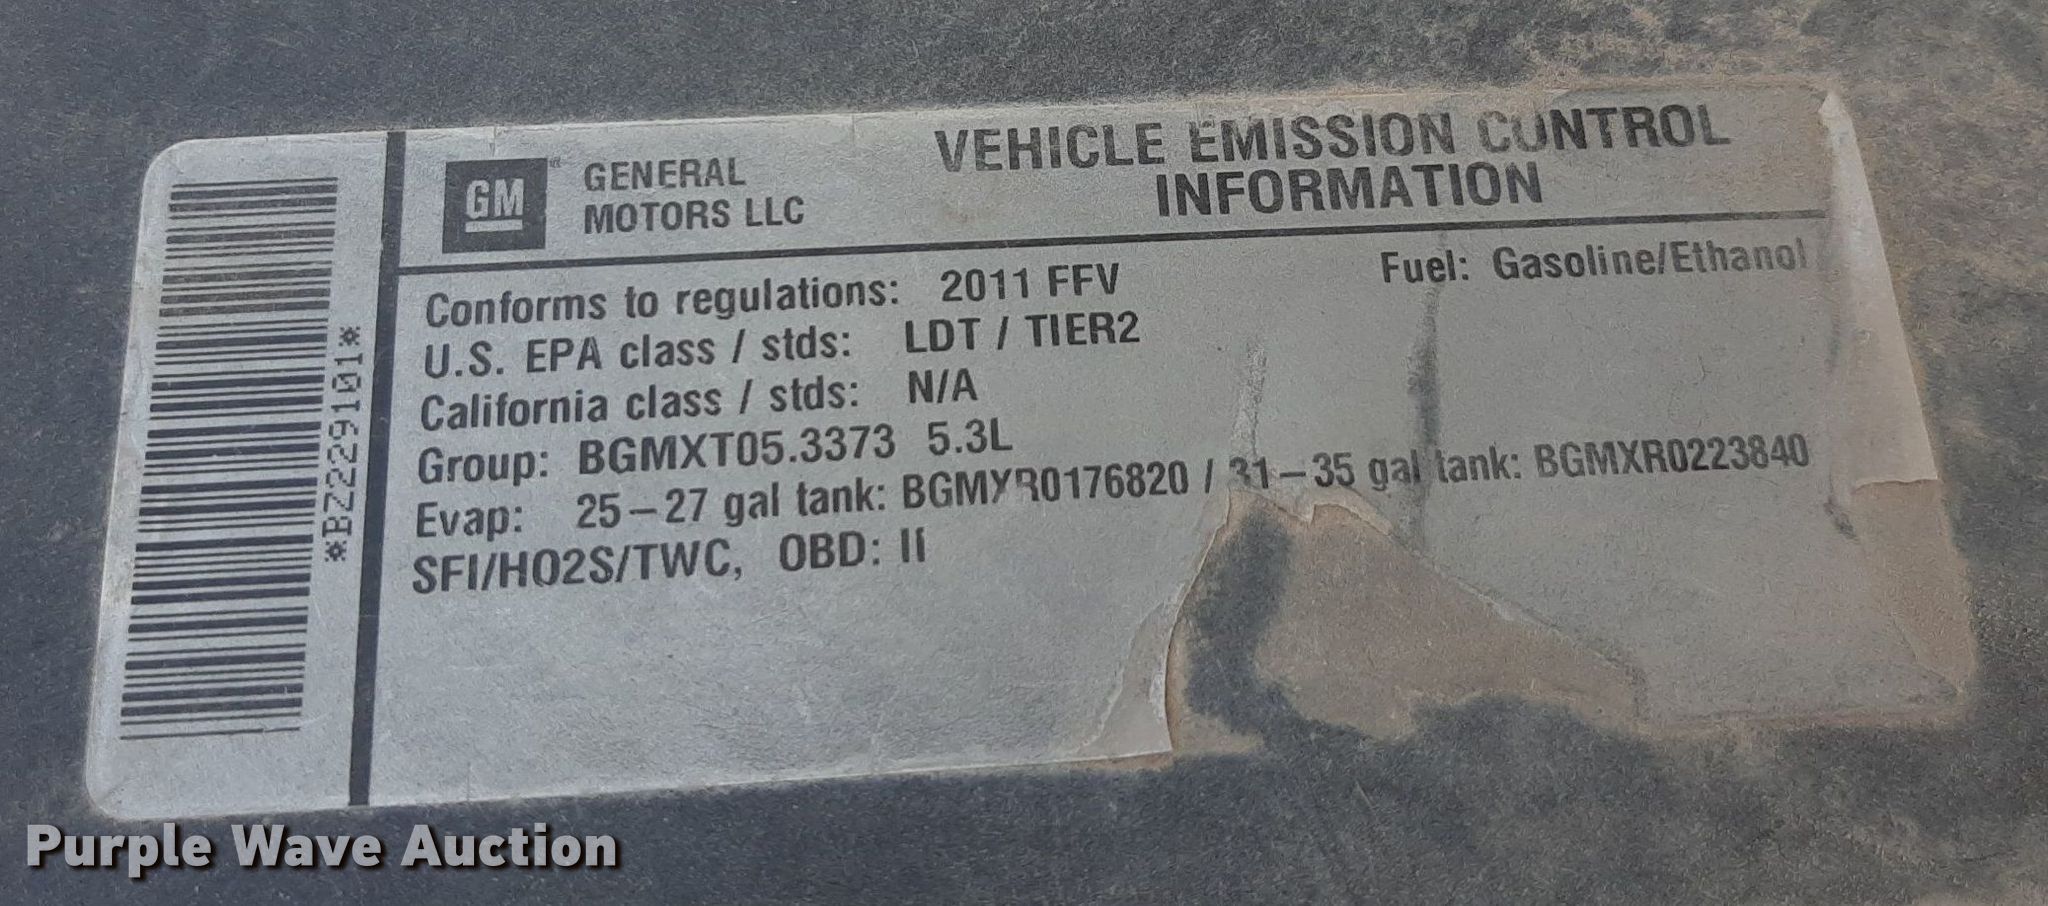 *BZ2229101*
GM
GENERAL
MOTORS LLC
VEHICLE EMISSION CONTROL
INFORMATION
Conforms to regulations: 2011 FFV
Fuel: Gasoline/Ethanol
U.S. EPA class / stds: LDT / TIER2
California class / stds: N/A
Group: BGMXT05.3373 5.3L
Evap: 25-27 gal tank: BGMXR0176820 / 31-35 gal tank: BGMXR0223840
SFI/HO2S/TWC, OBD: II
Purple Wave Auction